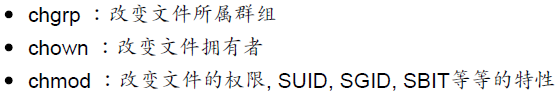 • chgrp ：改变文件所属群组
• chown ：改变文件拥有者
• chmod ：改变文件的权限, SUID, SGID, SBIT等等的特性